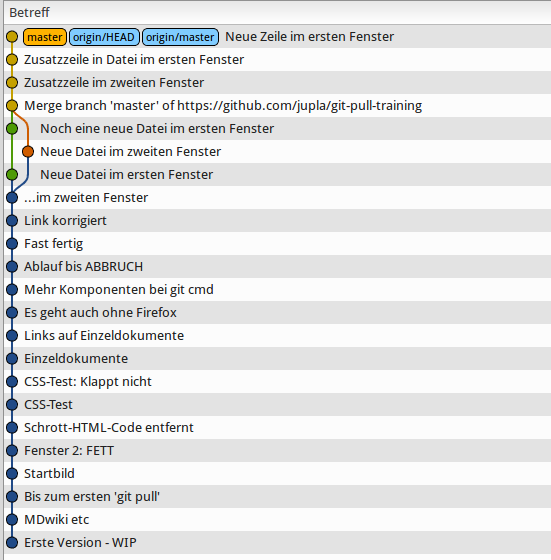 Betreff
master origin/HEAD origin/master Neue Zeile im ersten Fenster
Zusatzzeile in Datei im ersten Fenster
Zusatzzeile im zweiten Fenster
Merge branch 'master' of https://github.com/jupla/git-pull-training
Noch eine neue Datei im ersten Fenster
Neue Datei im zweiten Fenster
Neue Datei im ersten Fenster
...im zweiten Fenster
Link korrigiert
Fast fertig
Ablauf bis ABBRUCH
Mehr Komponenten bei git cmd
Es geht auch ohne Firefox
Links auf Einzeldokumente
Einzeldokumente
CSS-Test: Klappt nicht
CSS-Test
Schrott-HTML-Code entfernt
Fenster 2: FETT
Startbild
Bis zum ersten 'git pull'
MDwiki etc
Erste Version - WIP